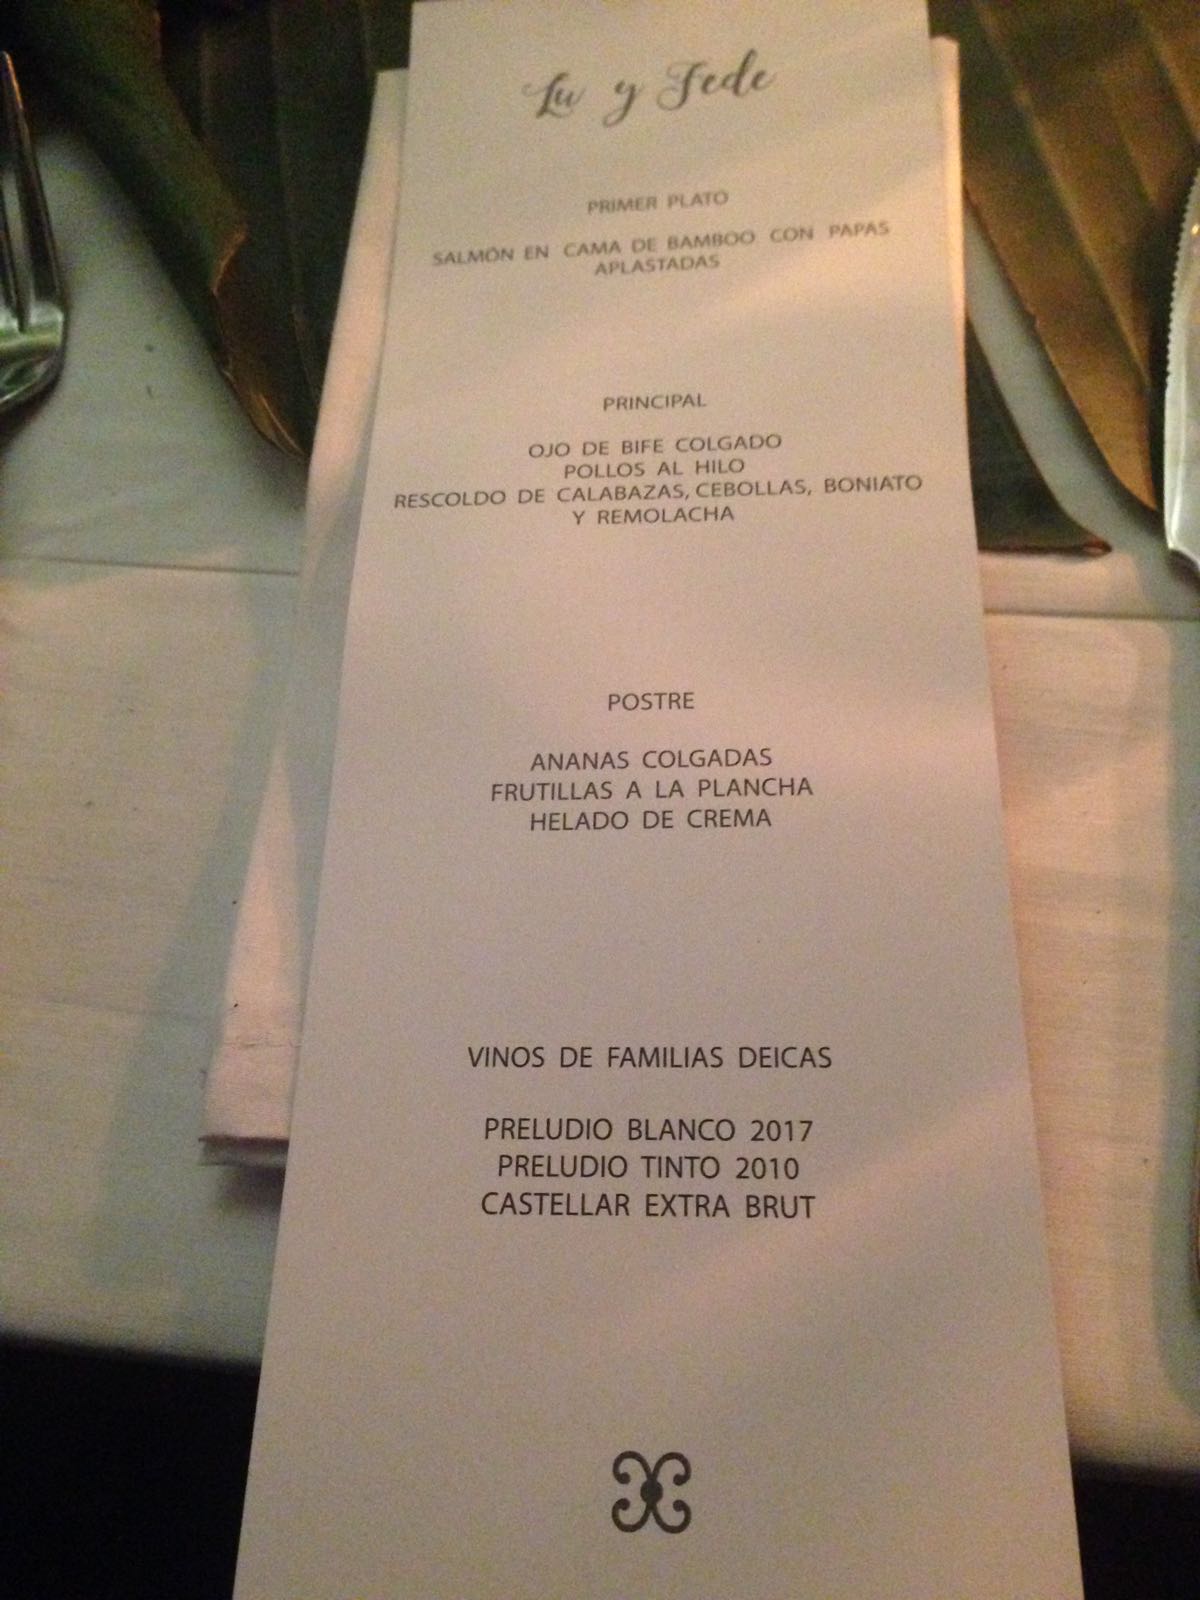 Lu y Fede
PRIMER PLATO
SALMÓN EN CAMA DE BAMBOO CON PAPAS
APLASTADAS
PRINCIPAL
OJO DE BIFE COLGADO
POLLOS AL HILO
RESCOLDO DE CALABAZAS, CEBOLLAS, BONIATO
Y REMOLACHA
POSTRE
ANANAS COLGADAS
FRUTILLAS A LA PLANCHA
HELADO DE CREMA
VINOS DE FAMILIAS DEICAS
PRELUDIO BLANCO 2017
PRELUDIO TINTO 2010
CASTELLAR EXTRA BRUT